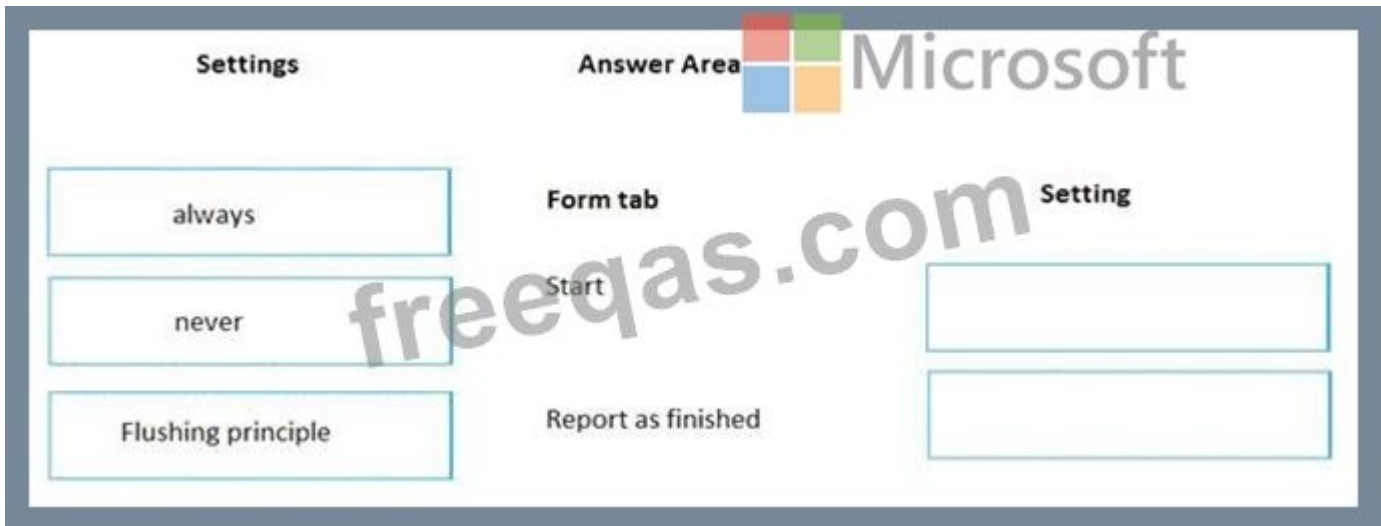 Settings
Answer Area
Microsoft
always
Form tab
Setting
freeqas.com
Start
never
Flushing principle
Report as finished